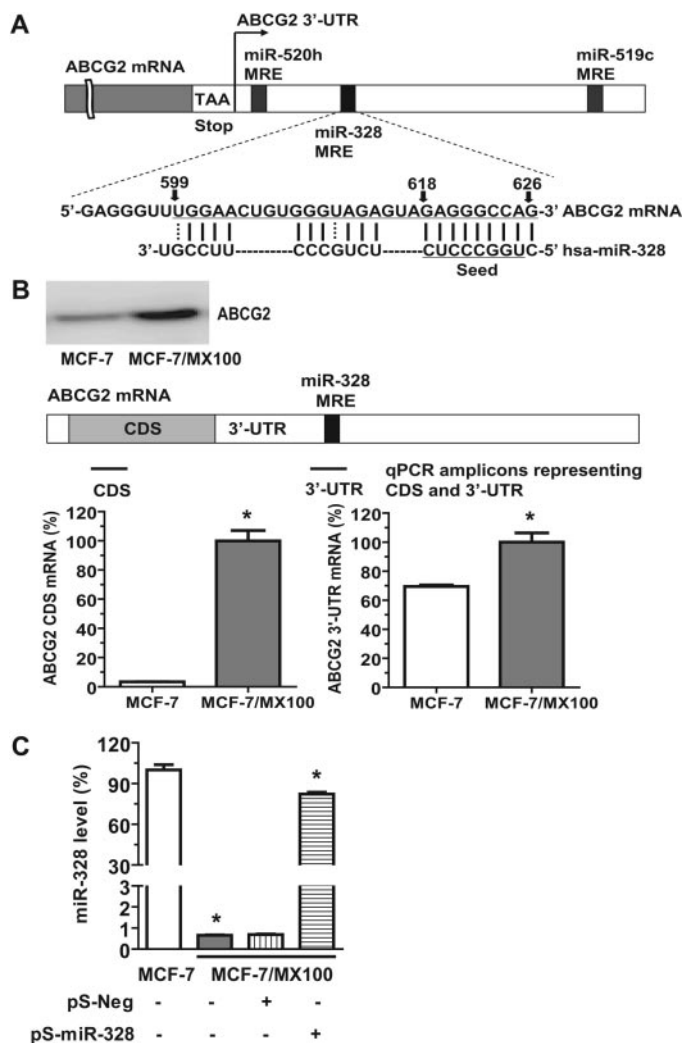 A
ABCG2 3'-UTR
miR-520h
MRE
miR-519c
MRE
ABCG2 mRNA
TAA
Stop
miR-328
MRE
599
618
626
5'-GAGGGUUUUGGAACUGUGGGUAGAGUAGAGGGCCAG-3' ABCG2 mRNA
3'-UGCCUU----------CCCGUCU------CUCCCGGUC-5' hsa-miR-328
Seed
B
ABCG2
MCF-7 MCF-7/MX100
miR-328
MRE
ABCG2 mRNA
CDS
3'-UTR
CDS
3'-UTR
qPCR amplicons representing
CDS and 3'-UTR
ABCG2 CDS mRNA (%)
120
100
80
60
40
20
0
*
MCF-7
MCF-7/MX100
ABCG2 3'-UTR mRNA (%)
120
100
80
60
40
20
0
*
MCF-7
MCF-7/MX100
C
miR-328 level (%)
120
90
60
30
3
2
1
0
*
*
MCF-7
MCF-7/MX100
pS-Neg - - + -
pS-miR-328 - - - +